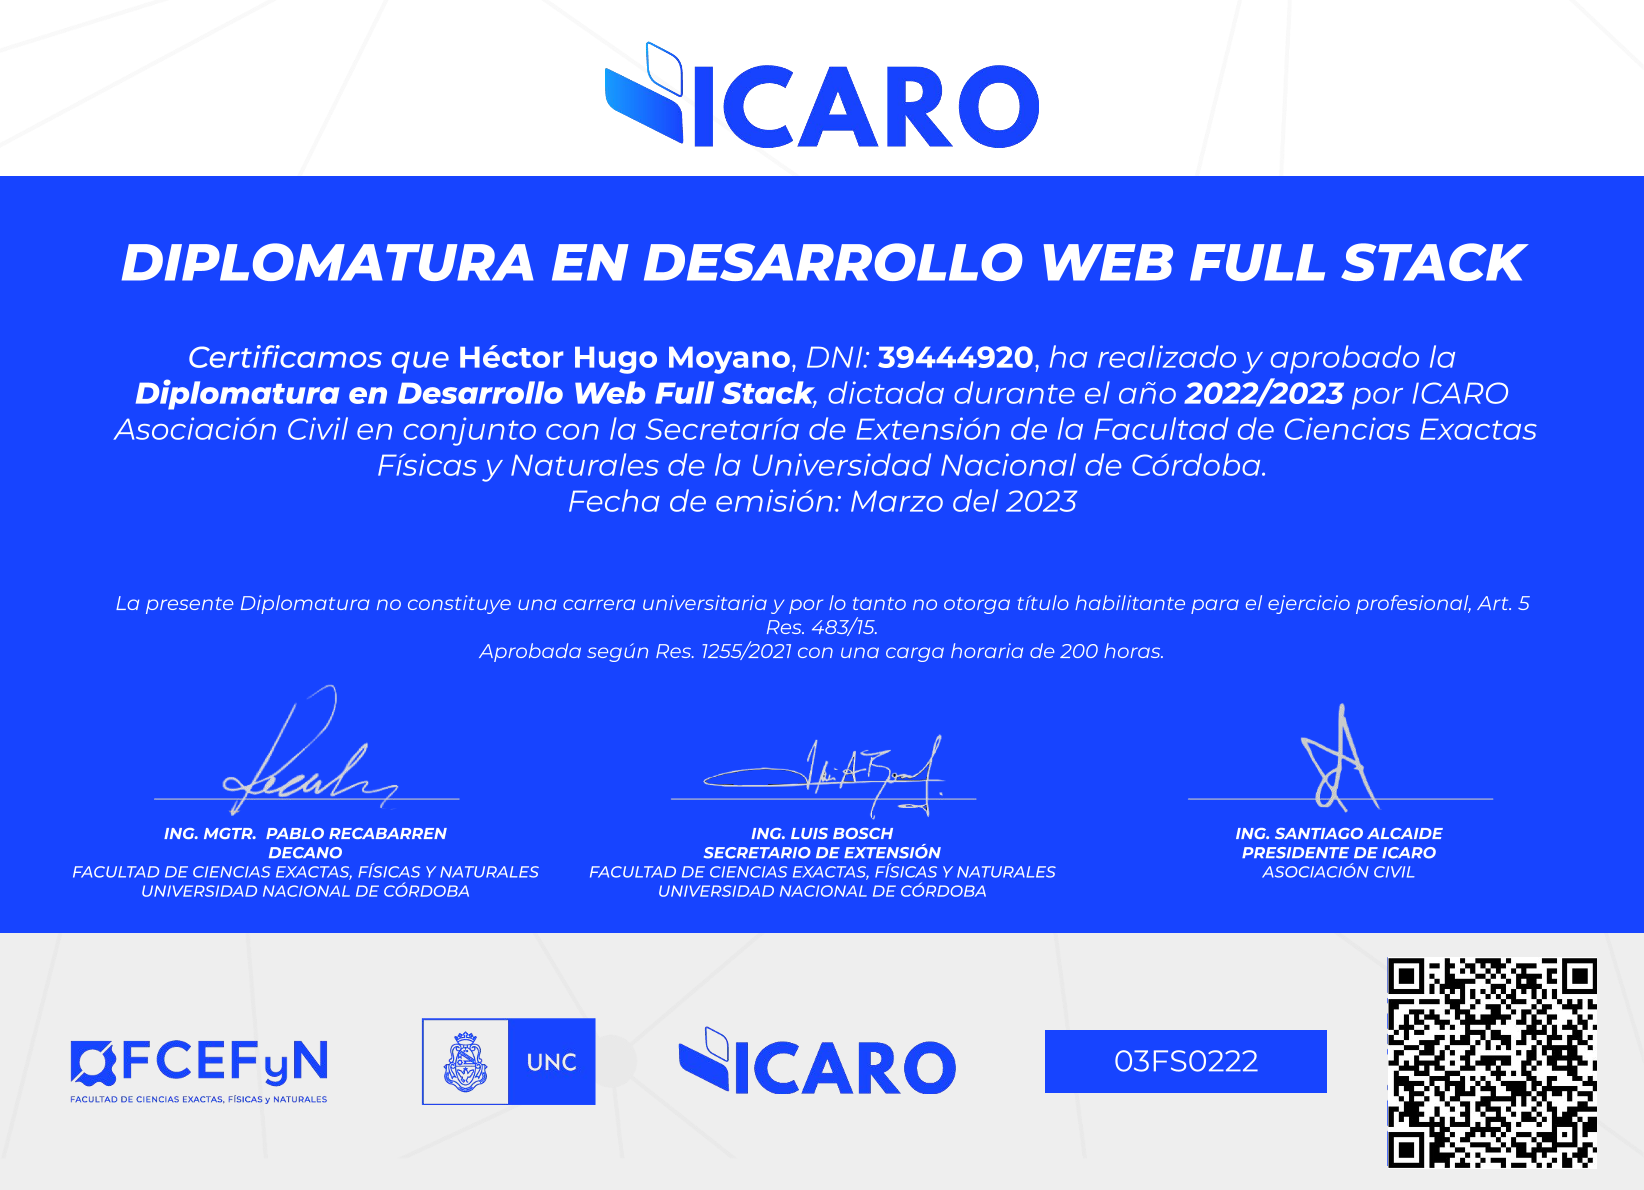 ICARO
DIPLOMATURA EN DESARROLLO WEB FULL STACK
Certificamos que Héctor Hugo Moyano, DNI: 39444920, ha realizado y aprobado la
Diplomatura en Desarrollo Web Full Stack, dictada durante el año 2022/2023 por ICARO
Asociación Civil en conjunto con la Secretaría de Extensión de la Facultad de Ciencias Exactas
Físicas y Naturales de la Universidad Nacional de Córdoba.
Fecha de emisión: Marzo del 2023
La presente Diplomatura no constituye una carrera universitaria y por lo tanto no otorga título habilitante para el ejercicio profesional, Art. 5
Res. 483/15.
Aprobada según Res. 1255/2021 con una carga horaria de 200 horas.
ING. MGTR. PABLO RECABARREN
DECANO
FACULTAD DE CIENCIAS EXACTAS, FÍSICAS Y NATURALES
UNIVERSIDAD NACIONAL DE CÓRDOBA
ING. LUIS BOSCH
SECRETARIO DE EXTENSIÓN
FACULTAD DE CIENCIAS EXACTAS, FÍSICAS Y NATURALES
UNIVERSIDAD NACIONAL DE CÓRDOBA
ING. SANTIAGO ALCAIDE
PRESIDENTE DE ICARO
ASOCIACIÓN CIVIL
FCEFyN
FACULTAD DE CIENCIAS EXACTAS, FÍSICAS y NATURALES
UNC
ICARO
03FS0222